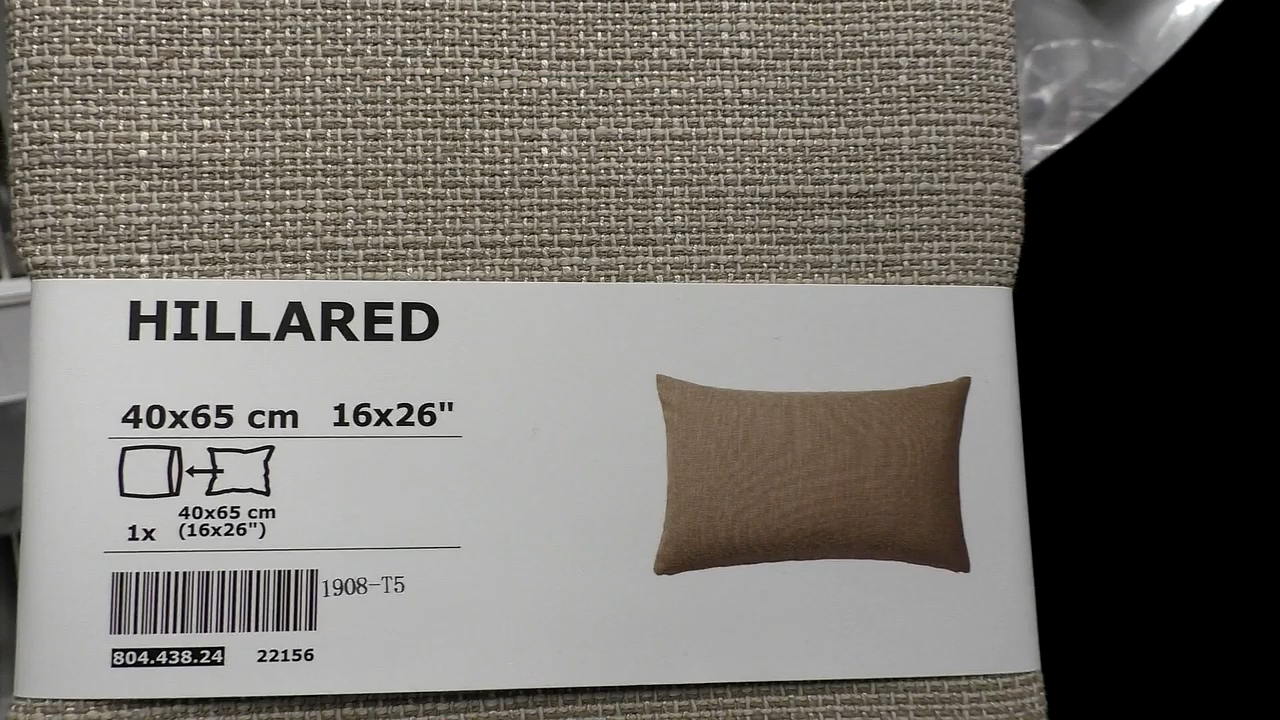 HILLARED
40x65 cm 16x26"
40x65 cm
1x (16x26")
1908-T5
804.438.24 22156